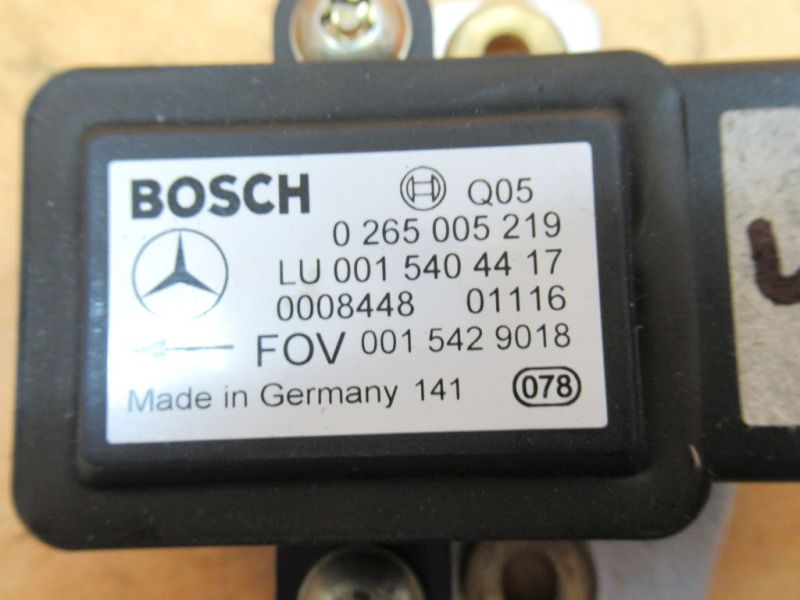 BOSCH Q05
0 265 005 219
LU 001 540 44 17
0008448 01116
FOV 001 542 9018
Made in Germany 141 078